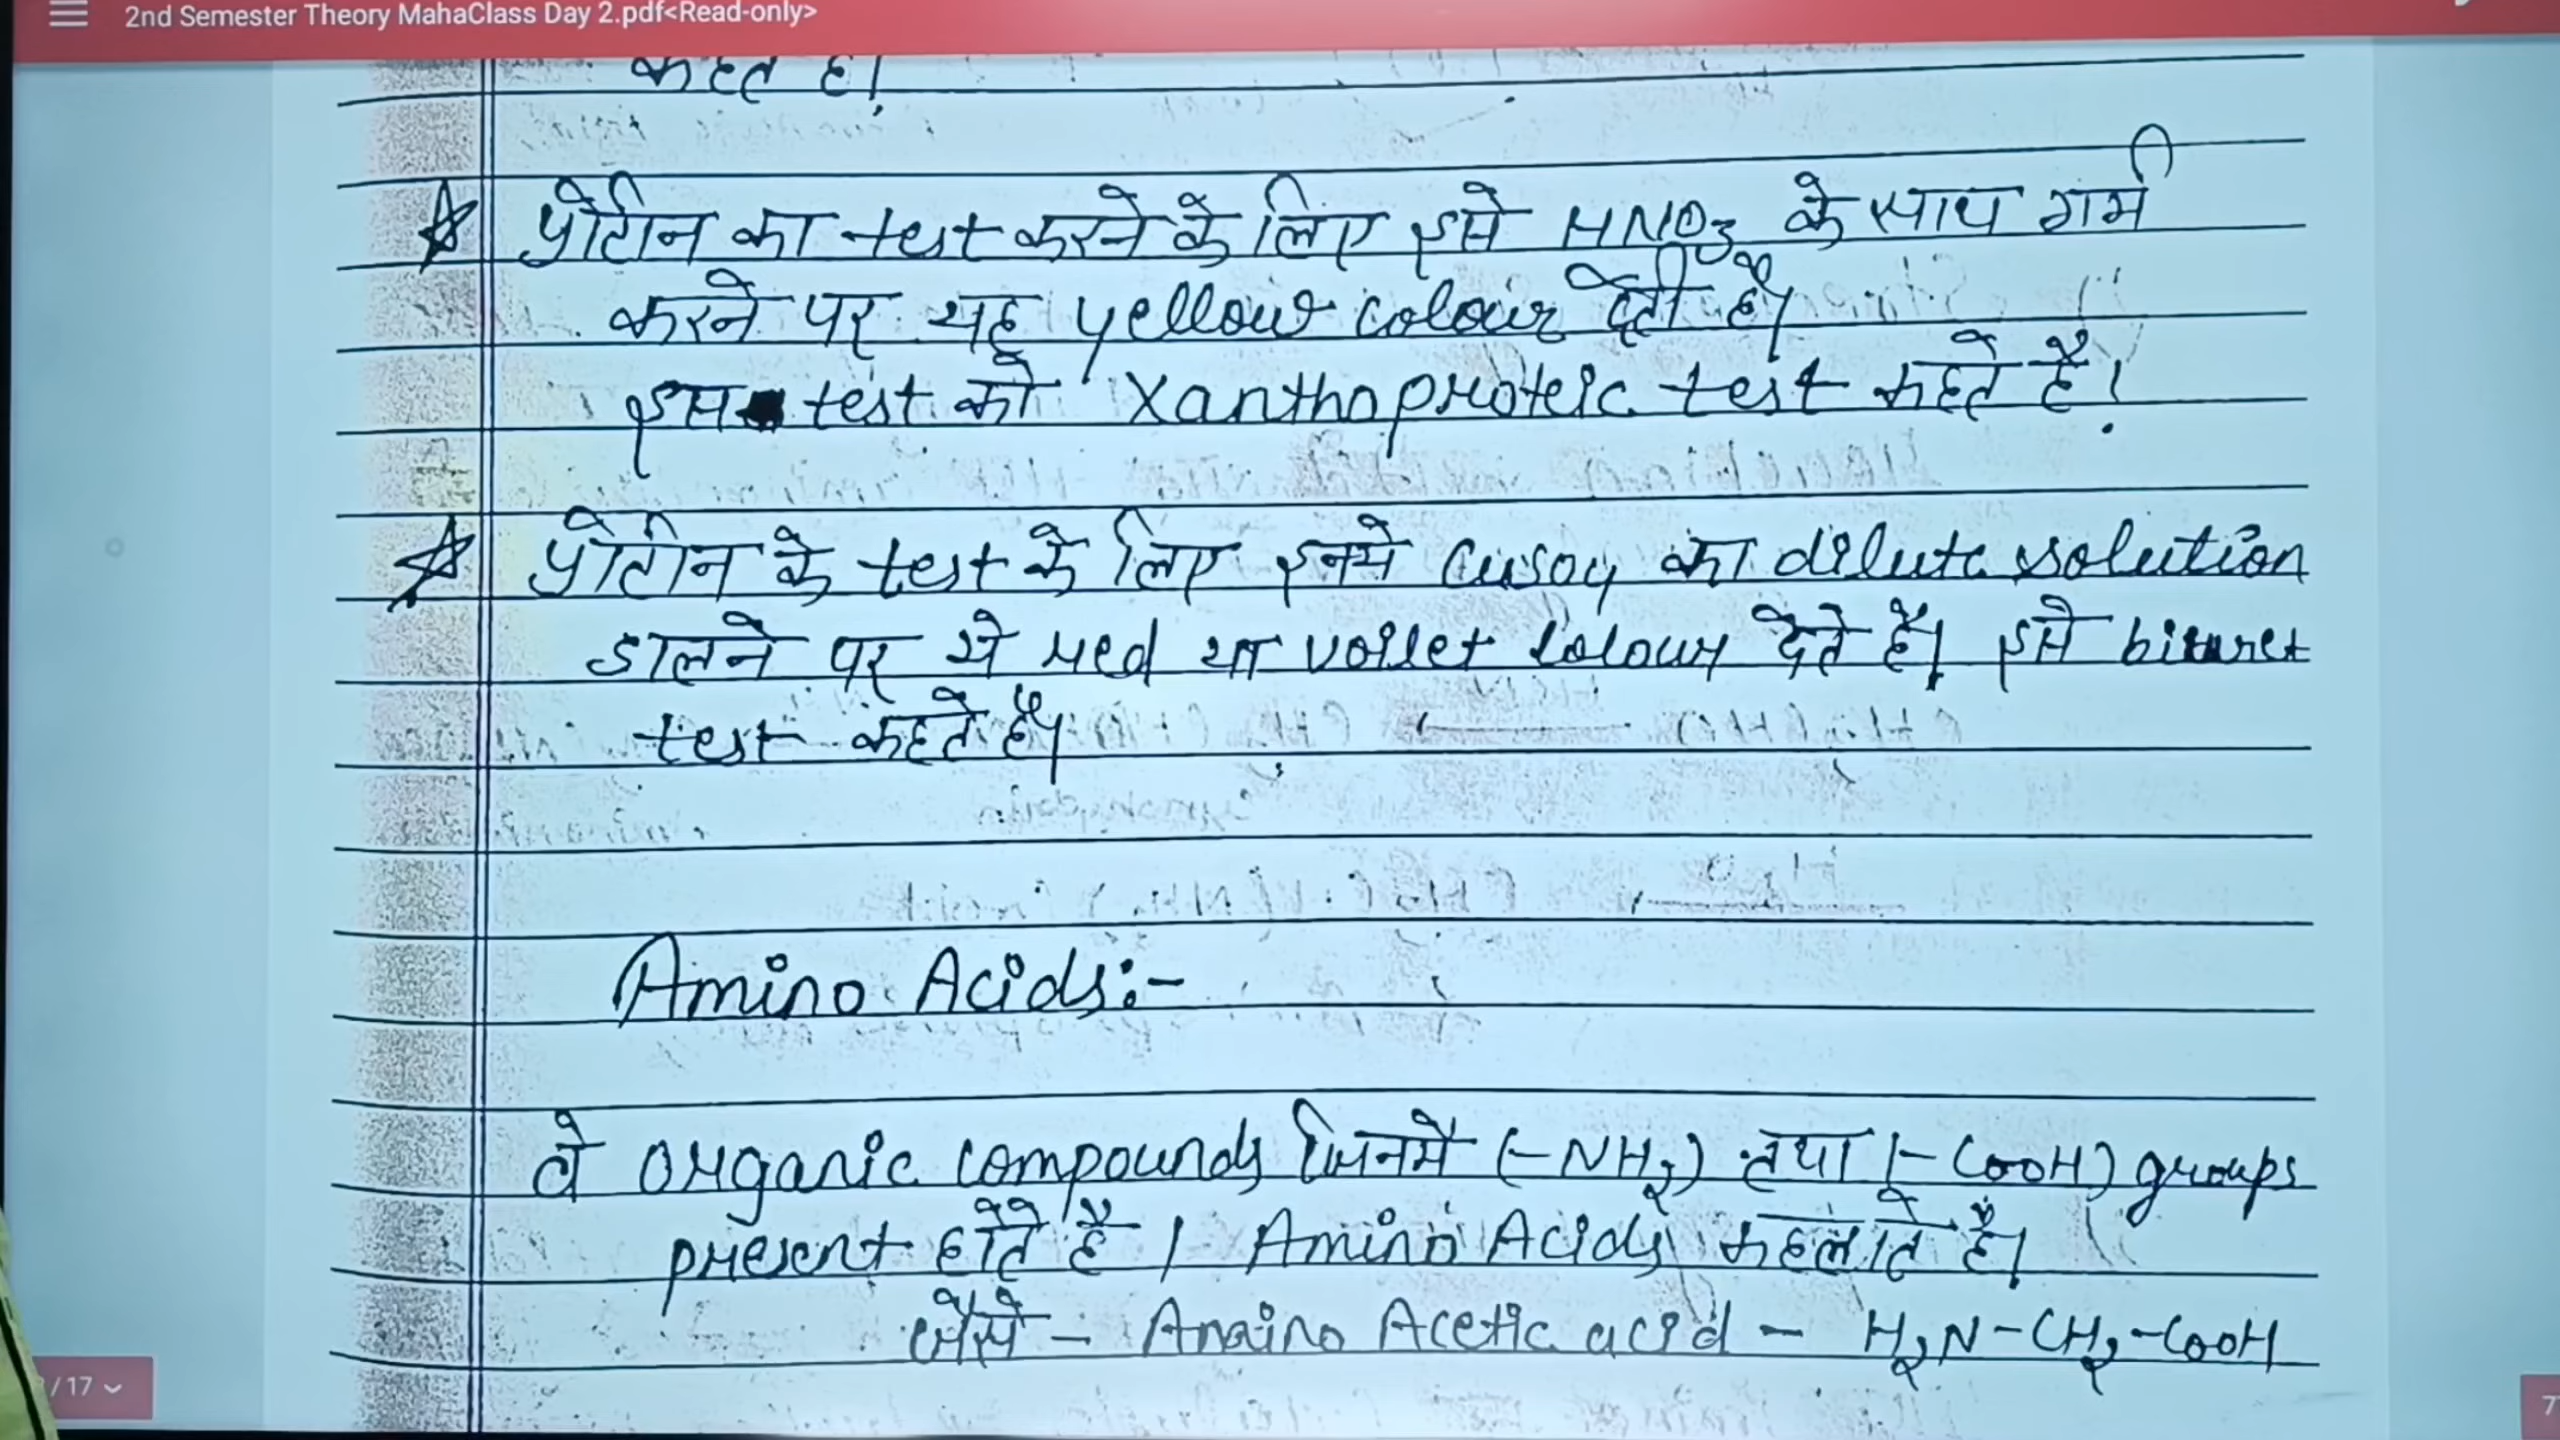 2nd Semester Theory MahaClass Day 2.pdf<Read-only>
कहते हैं।
प्रोटीन का test करने के लिए इसे HNO₃ के साथ गर्म
करने पर यह yellow colour देती है।
इस test को Xanthoproteic test कहते हैं।
प्रोटीन के test के लिए इनमे CuSO4 का dilute solution
डालने पर ये red या voilet colour देते हैं। इसे biuret
test कहते हैं।
Amino Acids:-
वे organic compounds जिनमें (-NH₂) तथा (-COOH) groups
present होते हैं। Amino Acids कहलाते हैं।
जैसे - Amino Acetic acid - H₂N-CH₂-COOH
/17
7